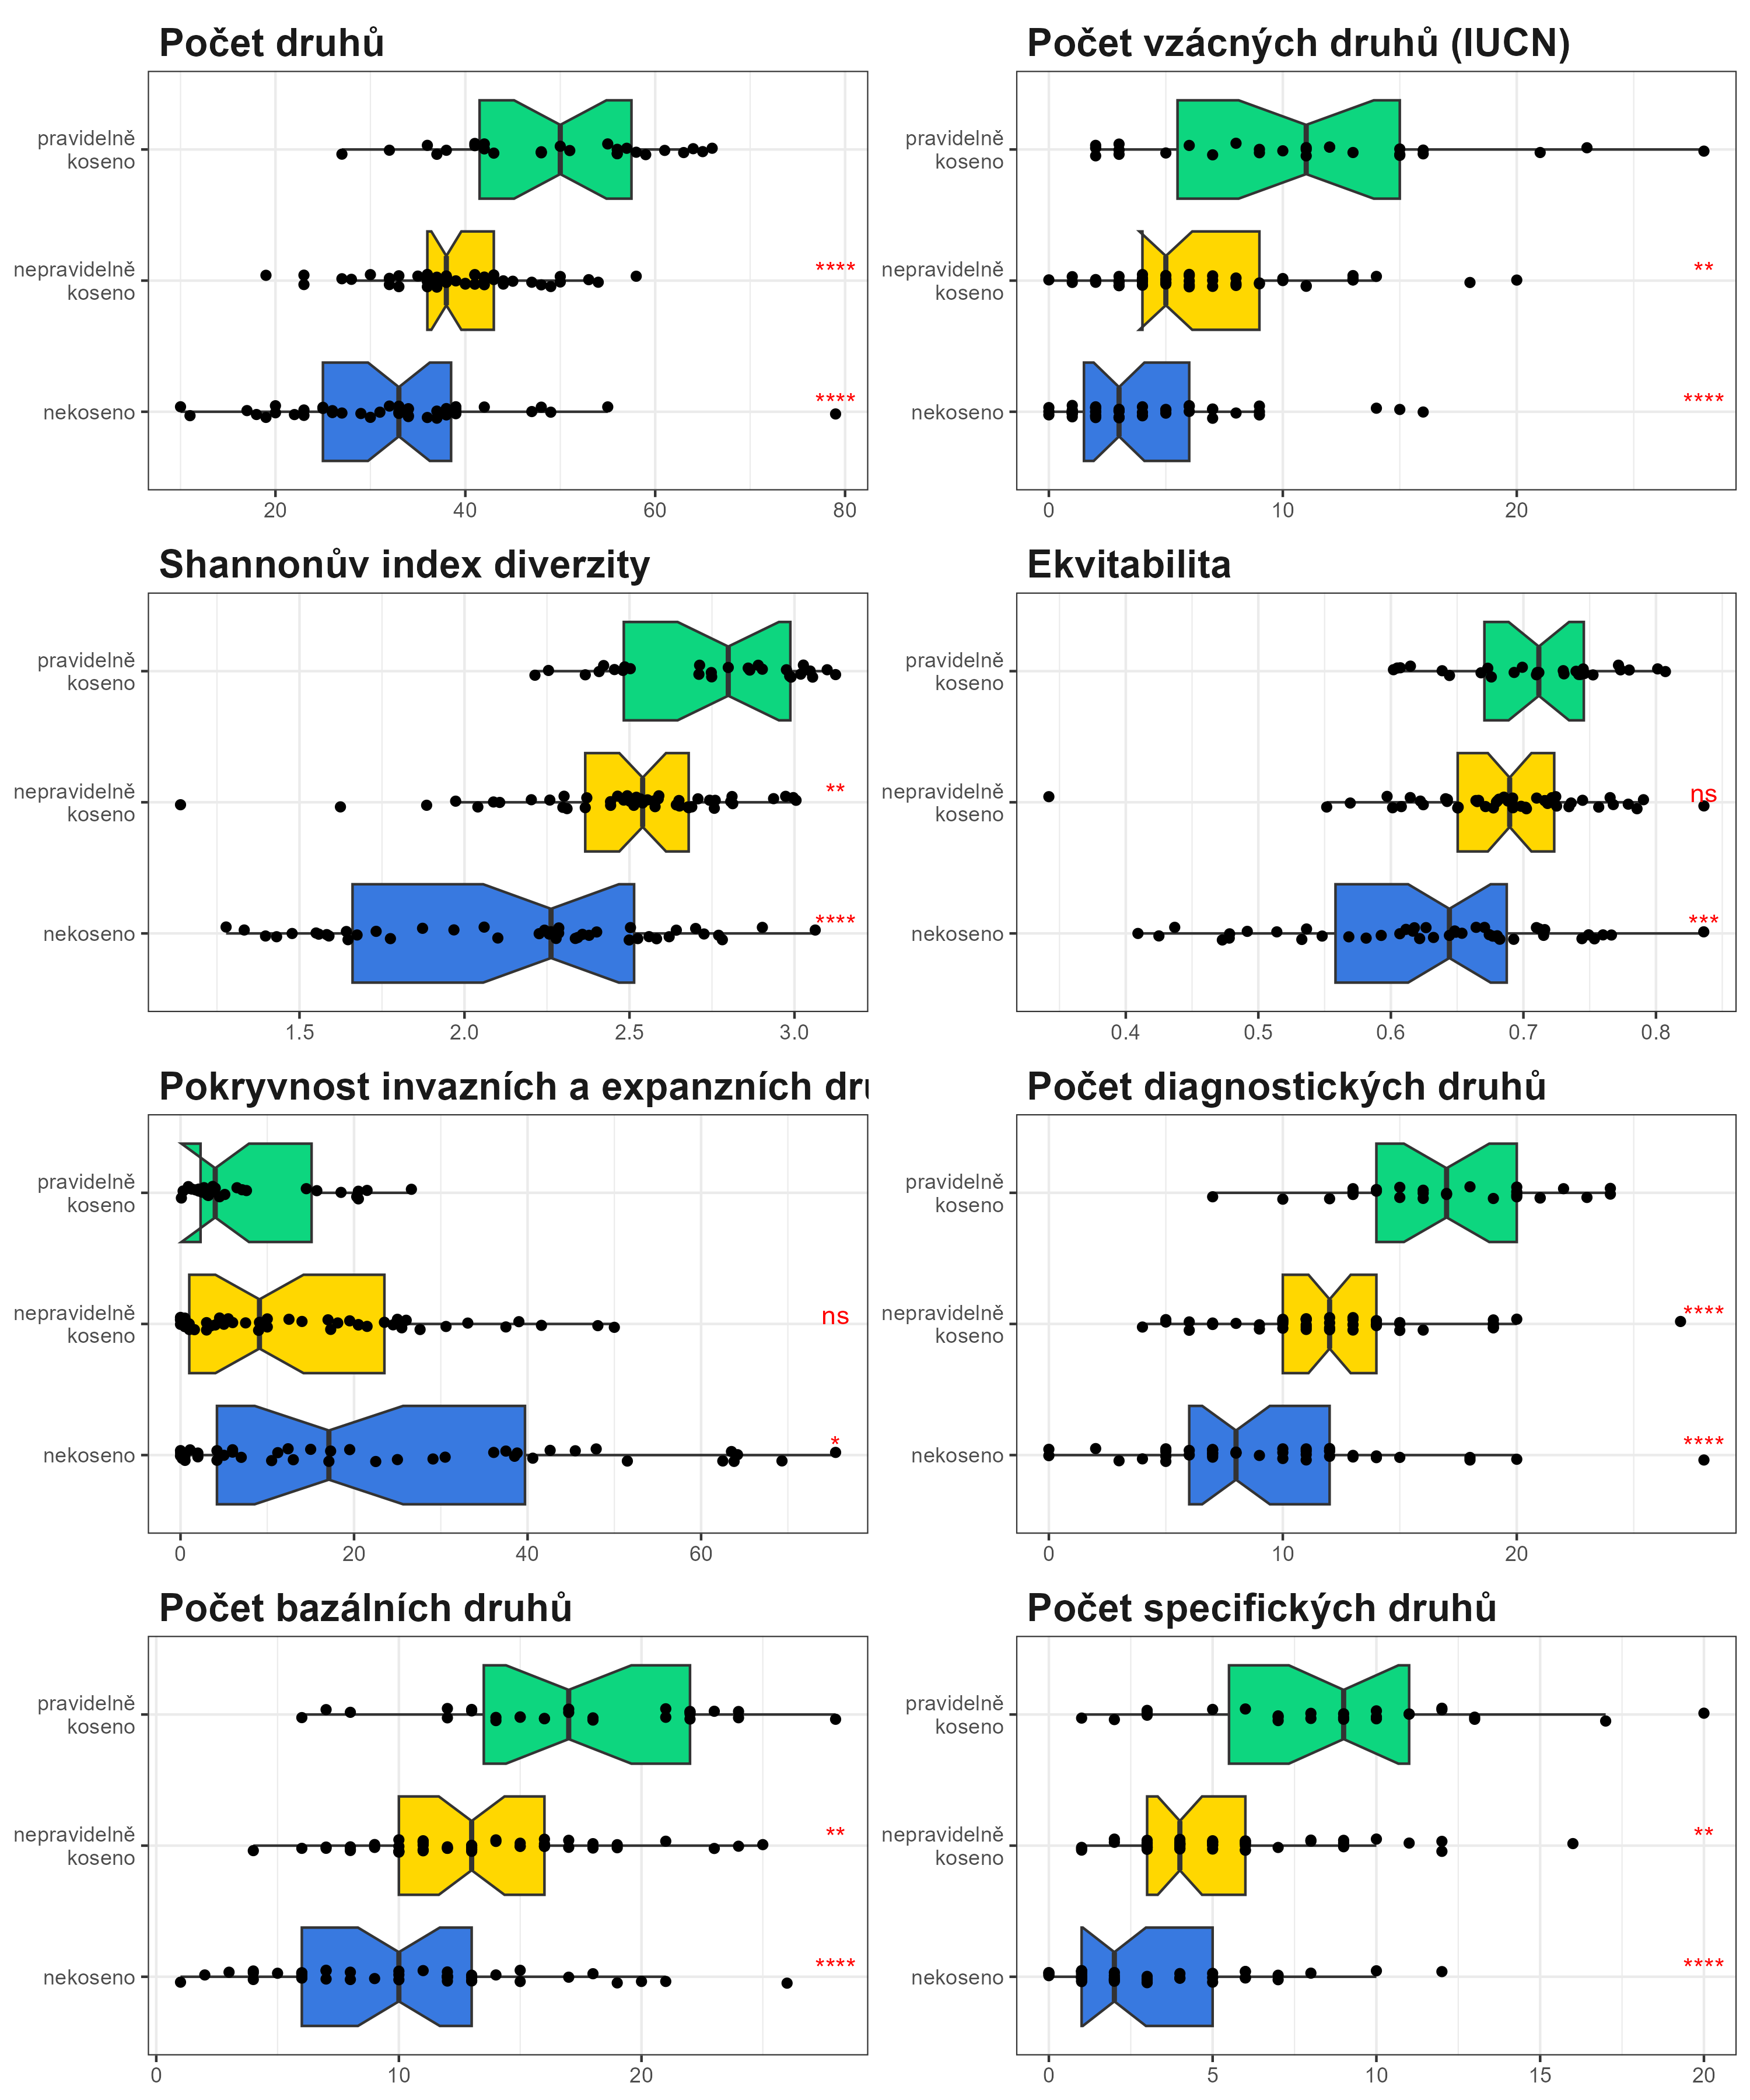 Počet druhů
pravidelně
koseno
nepravidelně
koseno
****
nekoseno
****
20 40 60 80
Počet vzácných druhů (IUCN)
pravidelně
koseno
nepravidelně
koseno
**
nekoseno
****
0 10 20
Shannonův index diverzity
pravidelně
koseno
nepravidelně
koseno
**
nekoseno
****
1.5 2.0 2.5 3.0
Ekvitabilita
pravidelně
koseno
nepravidelně
koseno
ns
nekoseno
***
0.4 0.5 0.6 0.7 0.8
Pokryvnost invazních a expanzních dru
pravidelně
koseno
nepravidelně
koseno
ns
nekoseno
*
0 20 40 60
Počet diagnostických druhů
pravidelně
koseno
nepravidelně
koseno
****
nekoseno
****
0 10 20
Počet bazálních druhů
pravidelně
koseno
nepravidelně
koseno
**
nekoseno
****
0 10 20
Počet specifických druhů
pravidelně
koseno
nepravidelně
koseno
**
nekoseno
****
0 5 10 15 20